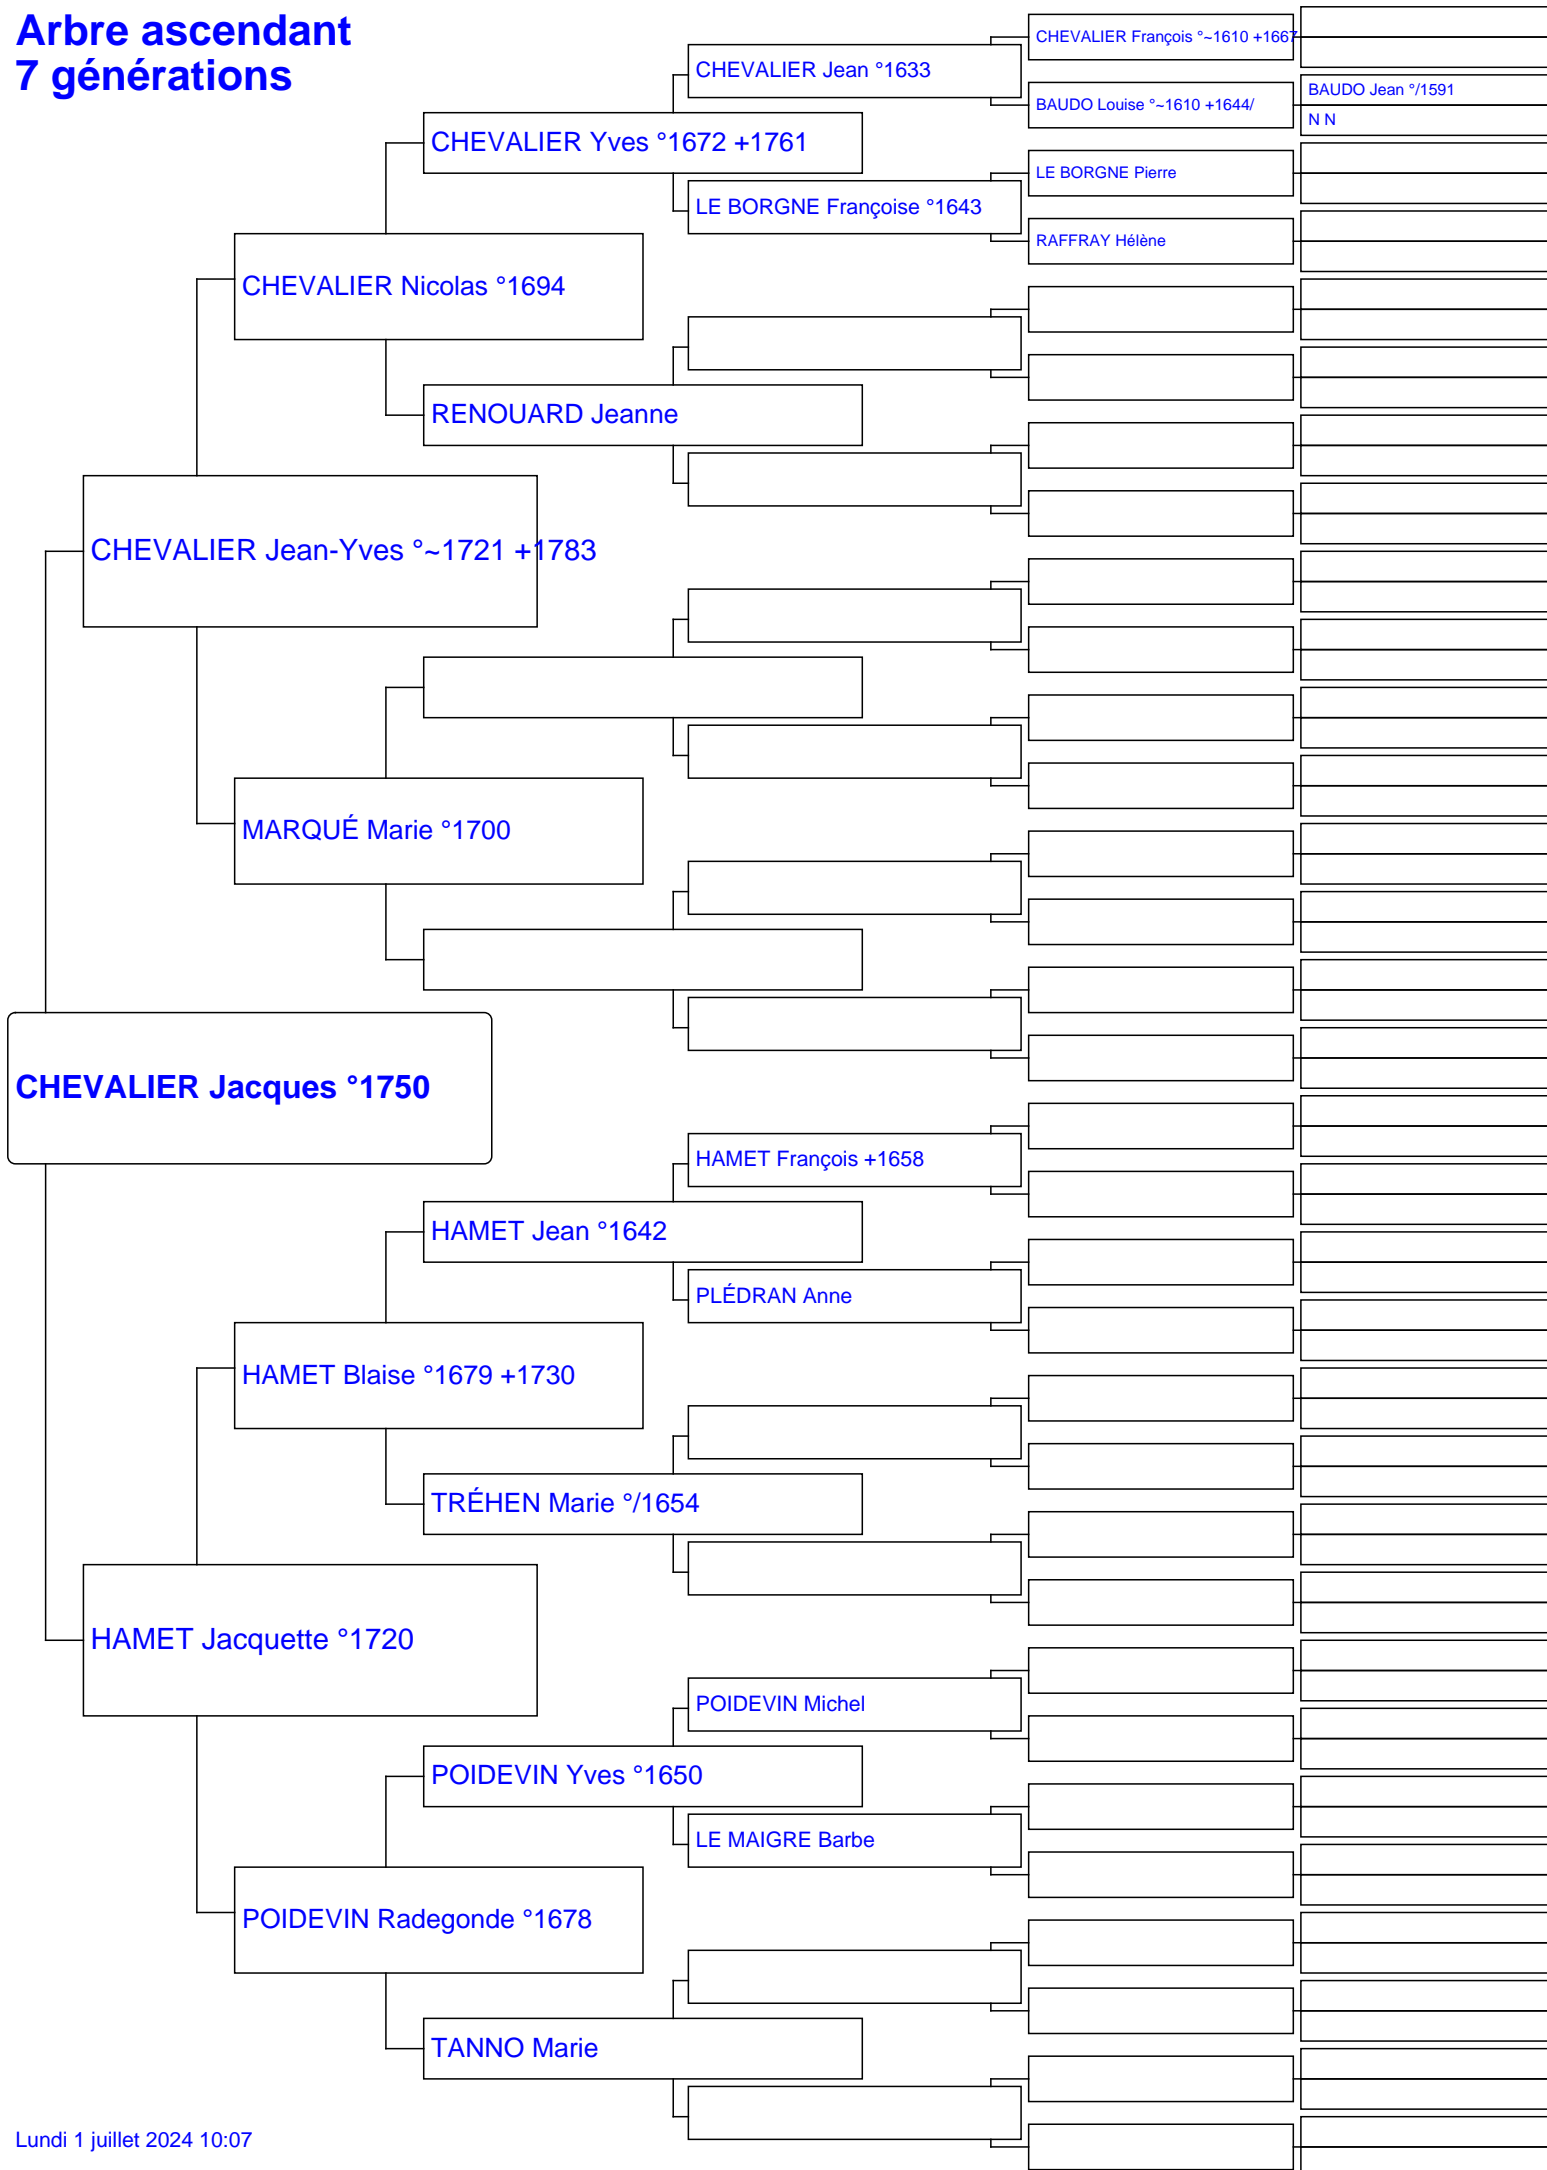 Arbre ascendant
7 générations
CHEVALIER François °~1610 +1667
CHEVALIER Jean °1633
BAUDO Louise °~1610 +1644/
BAUDO Jean °/1591
N N
CHEVALIER Yves °1672 +1761
LE BORGNE Pierre
LE BORGNE Françoise °1643
RAFFRAY Hélène
CHEVALIER Nicolas °1694
RENOUARD Jeanne
CHEVALIER Jean-Yves °~1721 +1783
MARQUÉ Marie °1700
CHEVALIER Jacques °1750
HAMET François +1658
HAMET Jean °1642
PLÉDRAN Anne
HAMET Blaise °1679 +1730
TRÉHEN Marie °/1654
HAMET Jacquette °1720
POIDEVIN Michel
POIDEVIN Yves °1650
LE MAIGRE Barbe
POIDEVIN Radegonde °1678
TANNO Marie
Lundi 1 juillet 2024 10:07